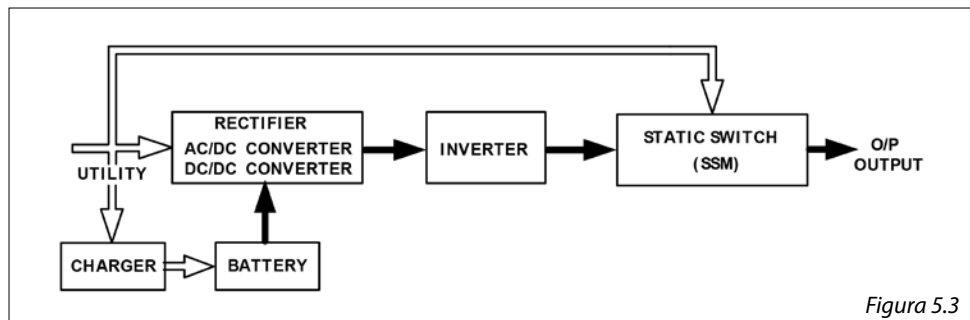 RECTIFIER
AC/DC CONVERTER
DC/DC CONVERTER
INVERTER
STATIC SWITCH
(SSM)
O/P
OUTPUT
UTILITY
CHARGER
BATTERY
Figura 5.3